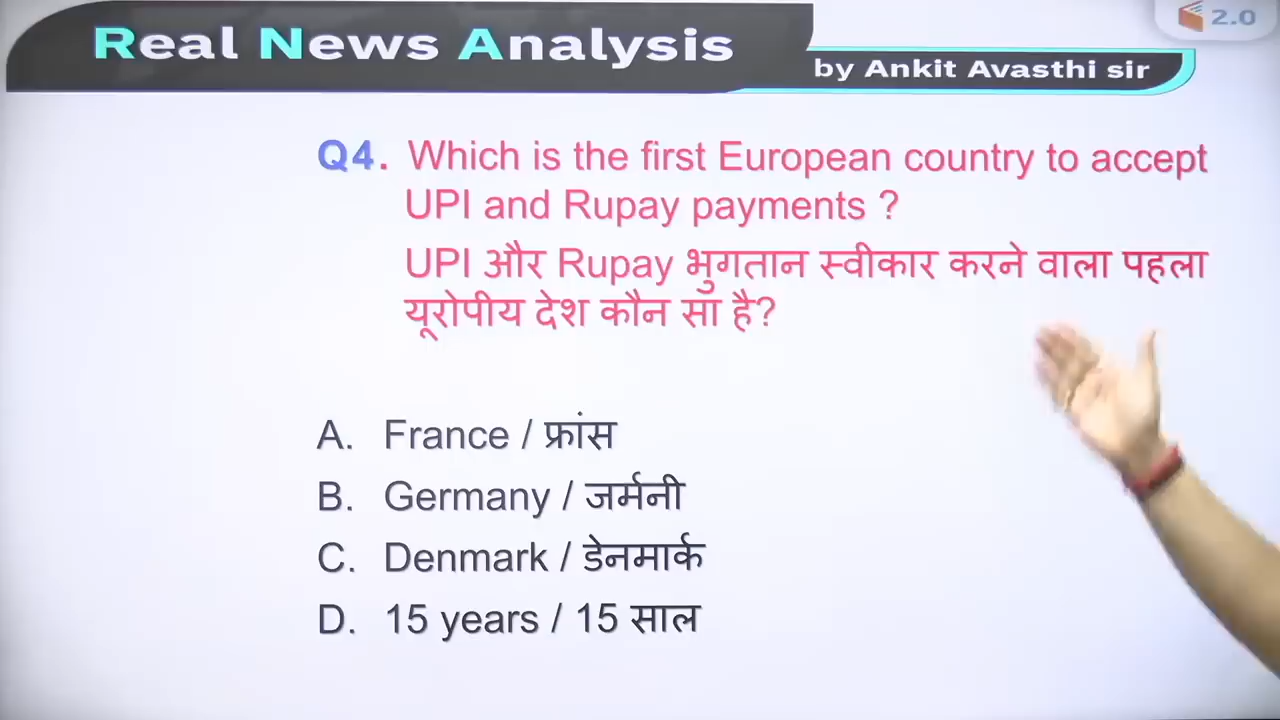 Real News Analysis
by Ankit Avasthi sir
2.0
Q4. Which is the first European country to accept
UPI and Rupay payments ?
UPI और Rupay भुगतान स्वीकार करने वाला पहला
यूरोपीय देश कौन सा है?
A. France / फ्रांस
B. Germany / जर्मनी
C. Denmark / डेनमार्क
D. 15 years / 15 साल